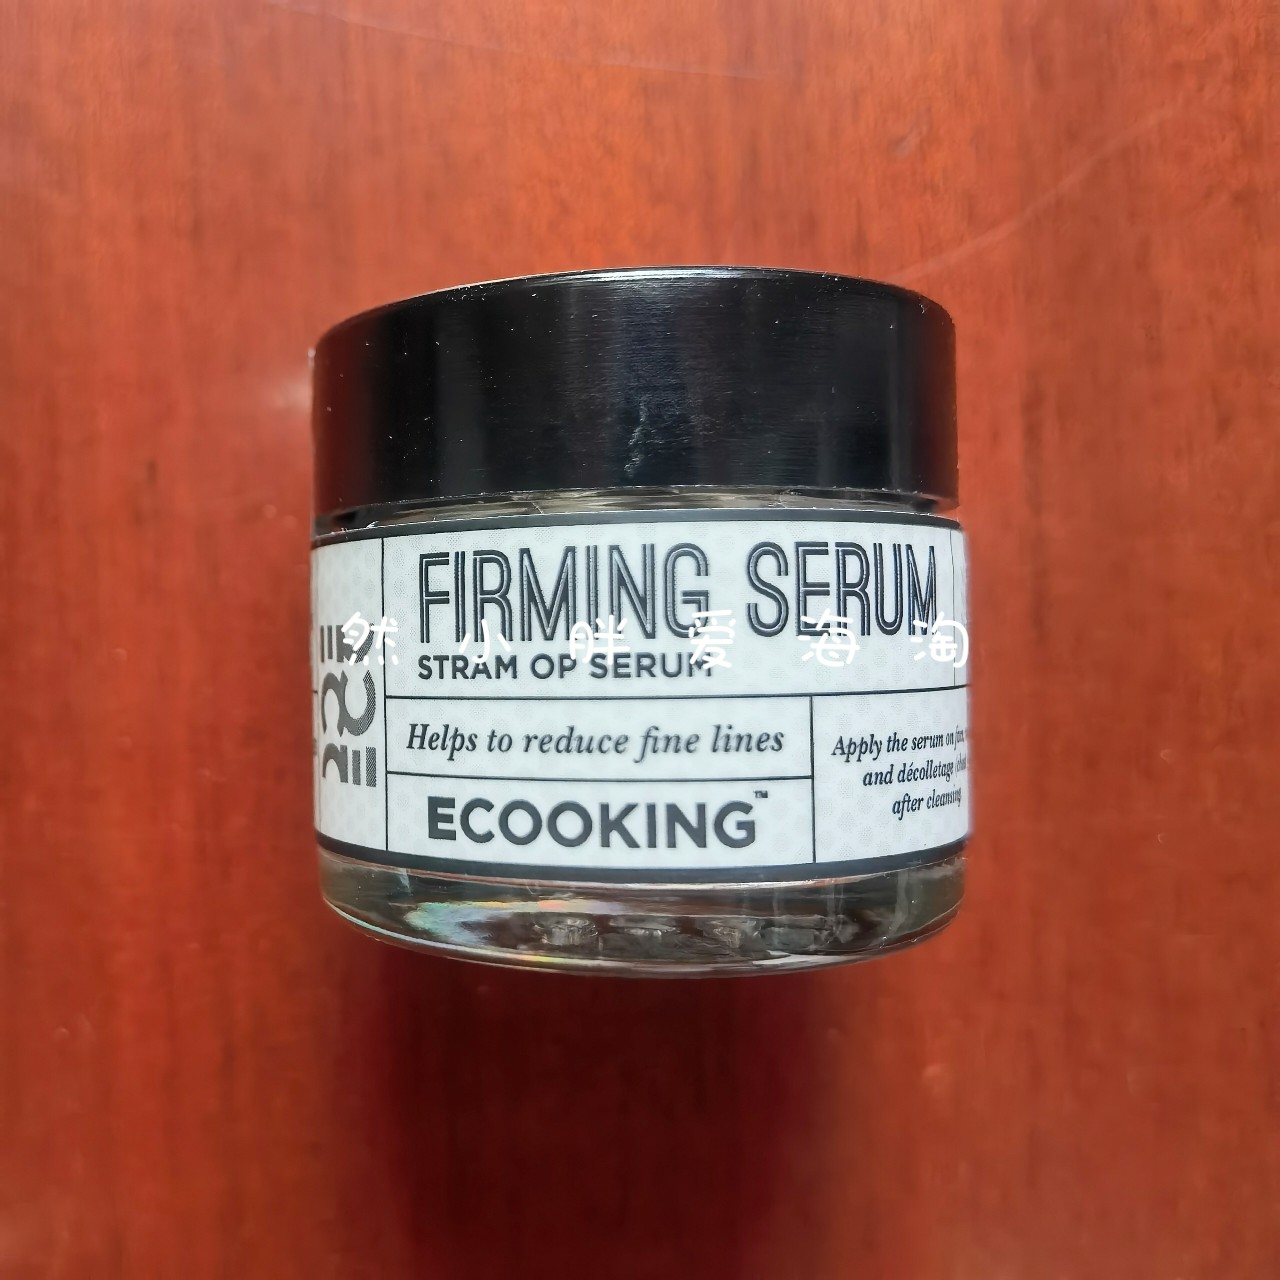 FIRMING SERUM
然小胖爱海淘
STRAM OP SERUM
Helps to reduce fine lines
ECOOKING™
Apply the serum on
and décolletage
after cleansing